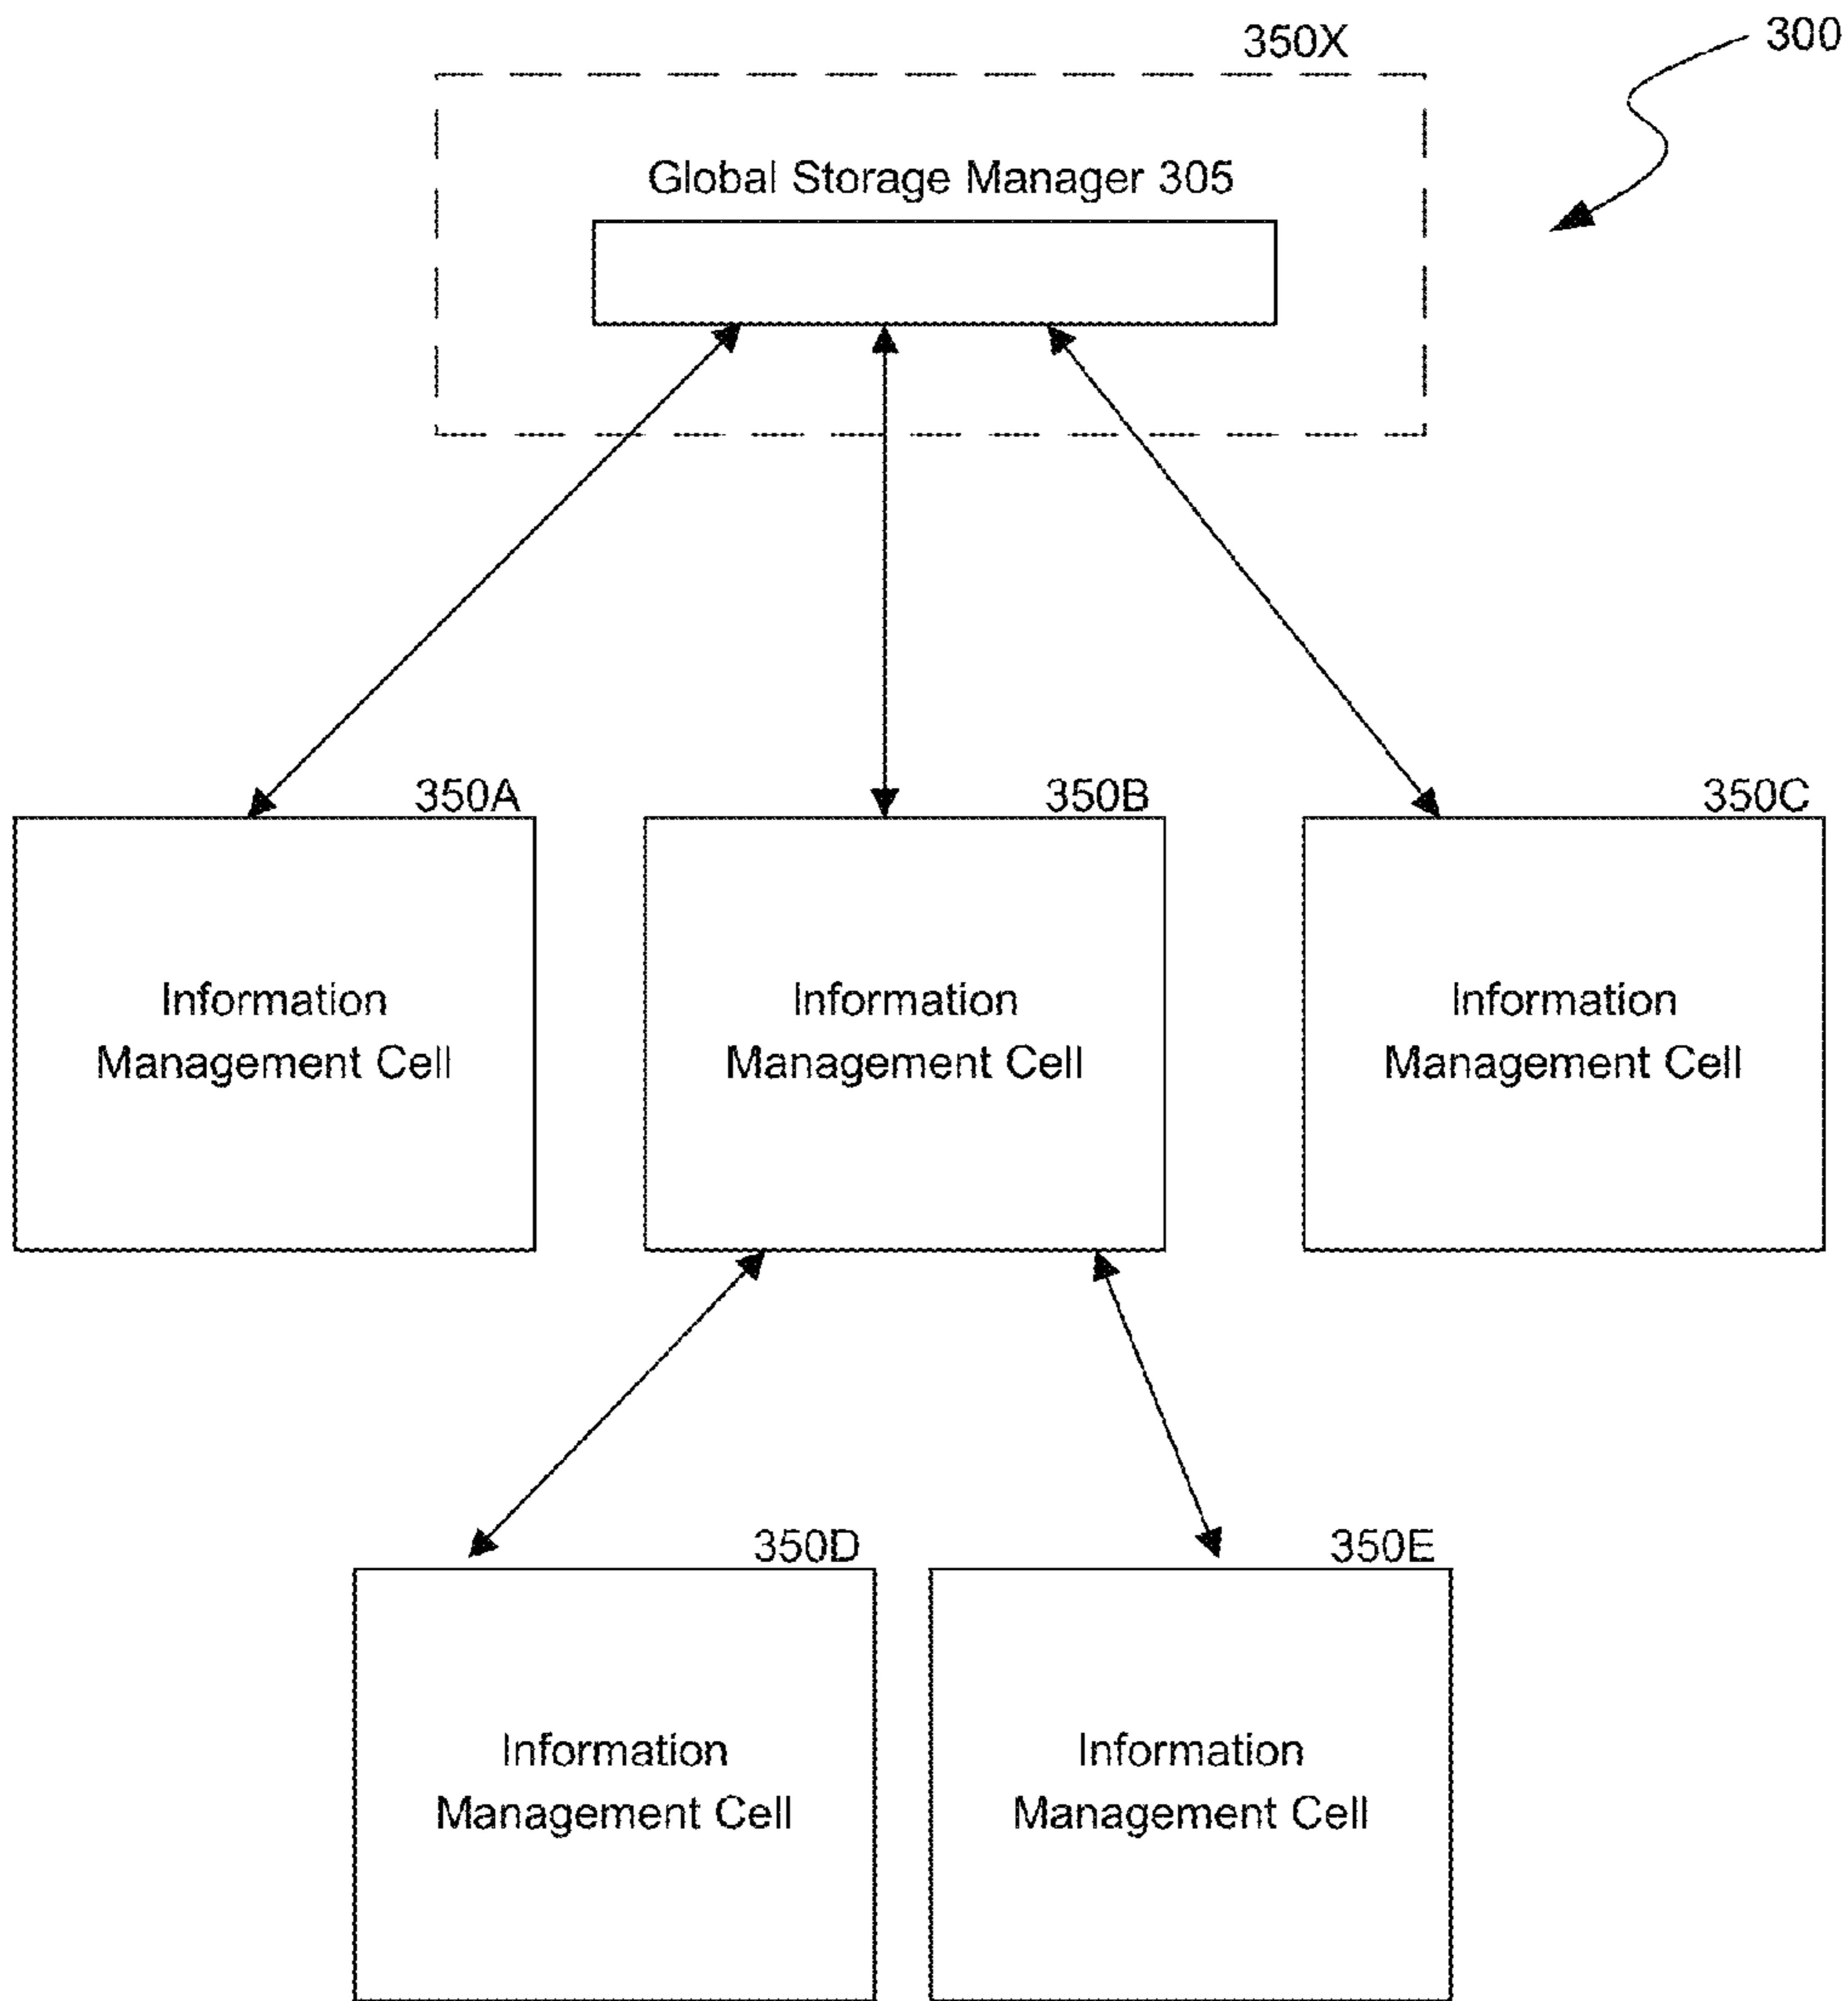 300
350X
Global Storage Manager 305
350A
350B
350C
Information
Management Cell
Information
Management Cell
Information
Management Cell
350D
350E
Information
Management Cell
Information
Management Cell